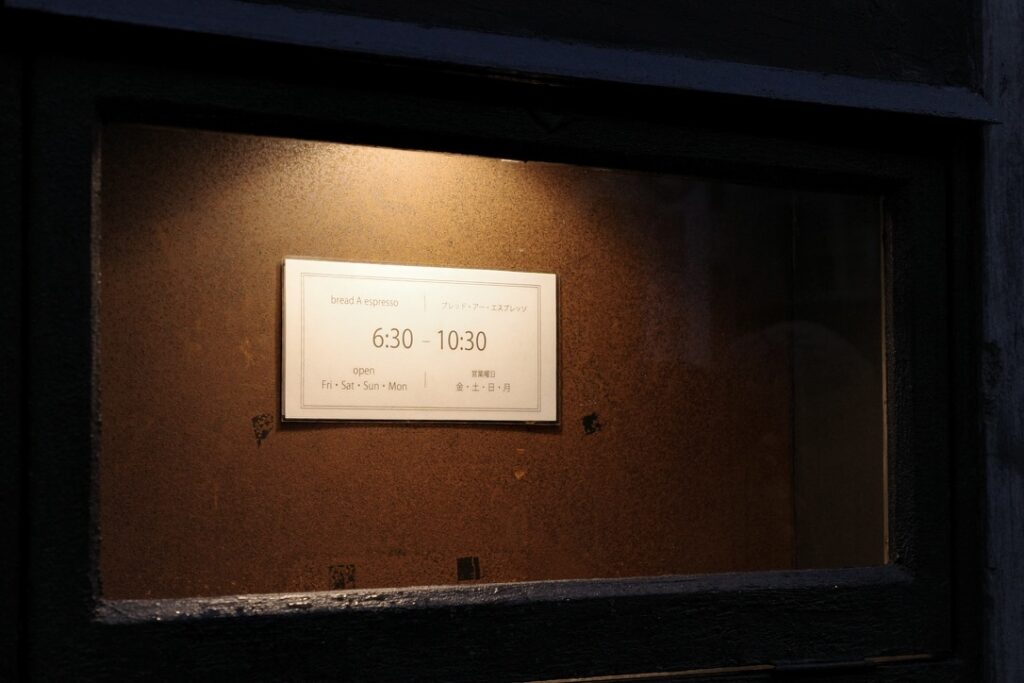 bread A espresso | ブレッド・アー・エスプレッソ
6:30 – 10:30
open | 営業曜日
Fri・Sat・Sun・Mon | 金・土・日・月